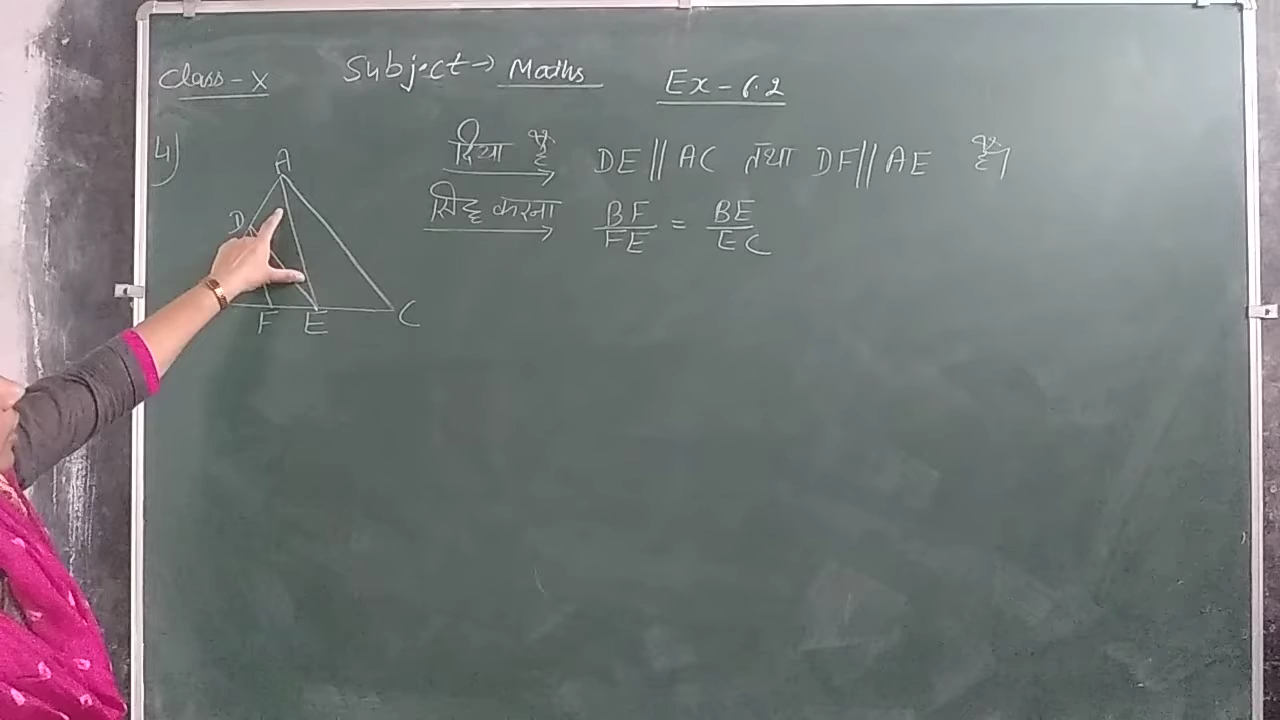 Class - X Subject → Maths Ex - 6.2
4)
दिया है → DE || AC तथा DF || AE है।
सिद्ध करना → BF/FE = BE/EC
A
D
F E C